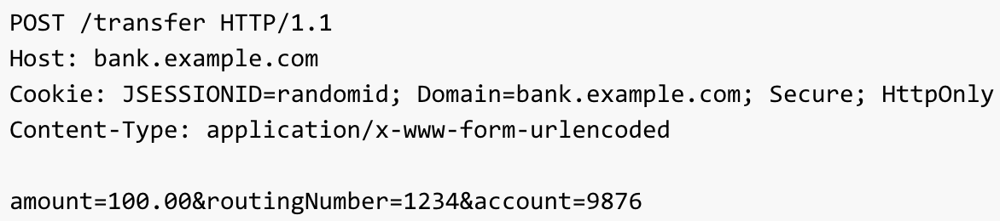 POST /transfer HTTP/1.1
Host: bank.example.com
Cookie: JSESSIONID=randomid; Domain=bank.example.com; Secure; HttpOnly
Content-Type: application/x-www-form-urlencoded

amount=100.00&routingNumber=1234&account=9876